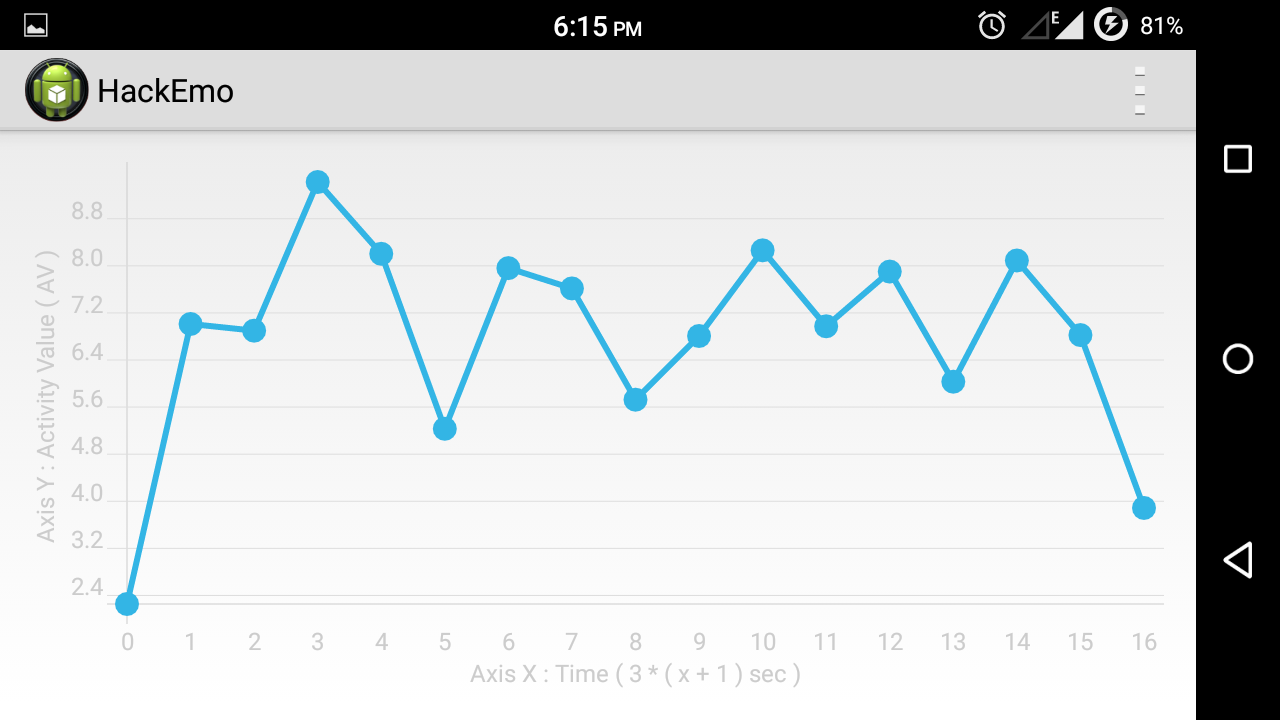 6:15 PM
E
81%
HackEmo
Axis Y : Activity Value ( AV )
8.8
8.0
7.2
6.4
5.6
4.8
4.0
3.2
2.4
0 1 2 3 4 5 6 7 8 9 10 11 12 13 14 15 16
Axis X : Time ( 3 * ( x + 1 ) sec )